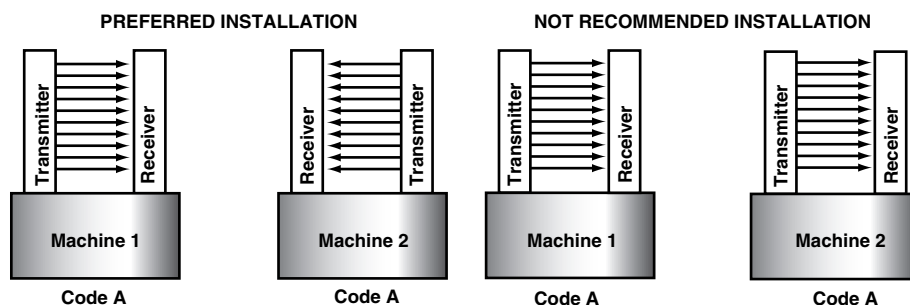 PREFERRED INSTALLATION
NOT RECOMMENDED INSTALLATION
Transmitter
Receiver
Receiver
Transmitter
Transmitter
Receiver
Transmitter
Receiver
Machine 1
Machine 2
Machine 1
Machine 2
Code A
Code A
Code A
Code A